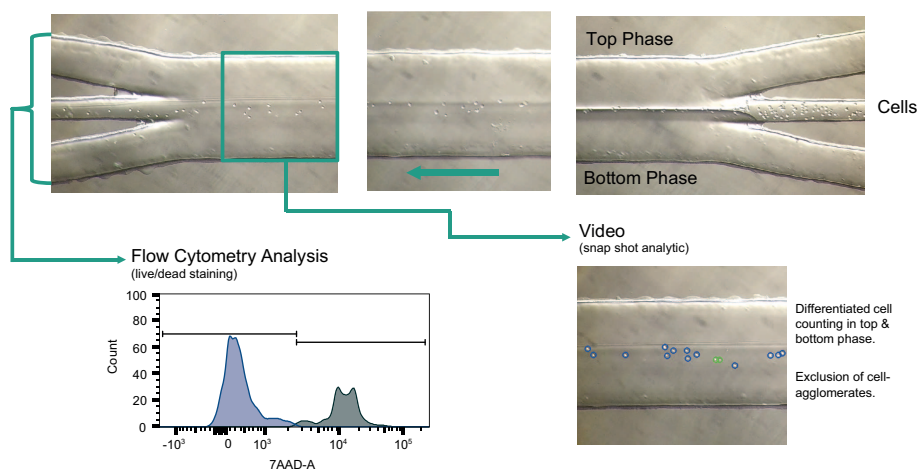 Top Phase
Cells
Bottom Phase
Video
(snap shot analytic)
Flow Cytometry Analysis
(live/dead staining)
100
80
60
40
20
0
Count
-10³
0
10³
10⁴
10⁵
7AAD-A
Differentiated cell
counting in top &
bottom phase.
Exclusion of cell-
agglomerates.